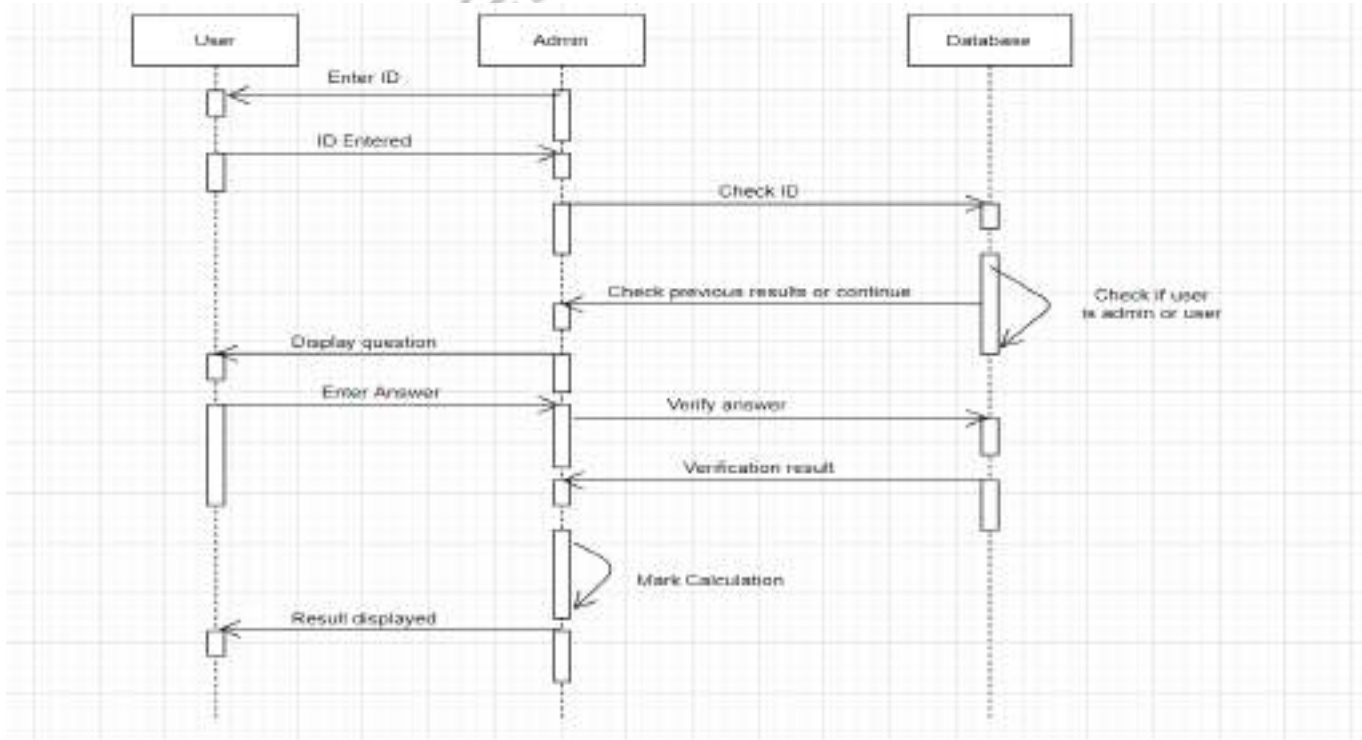 User
Admin
Database
Enter ID
ID Entered
Check ID
Check previous results or continue
Check if user
is admin or user
Display question
Enter Answer
Verify answer
Verification result
Mark Calculation
Result displayed